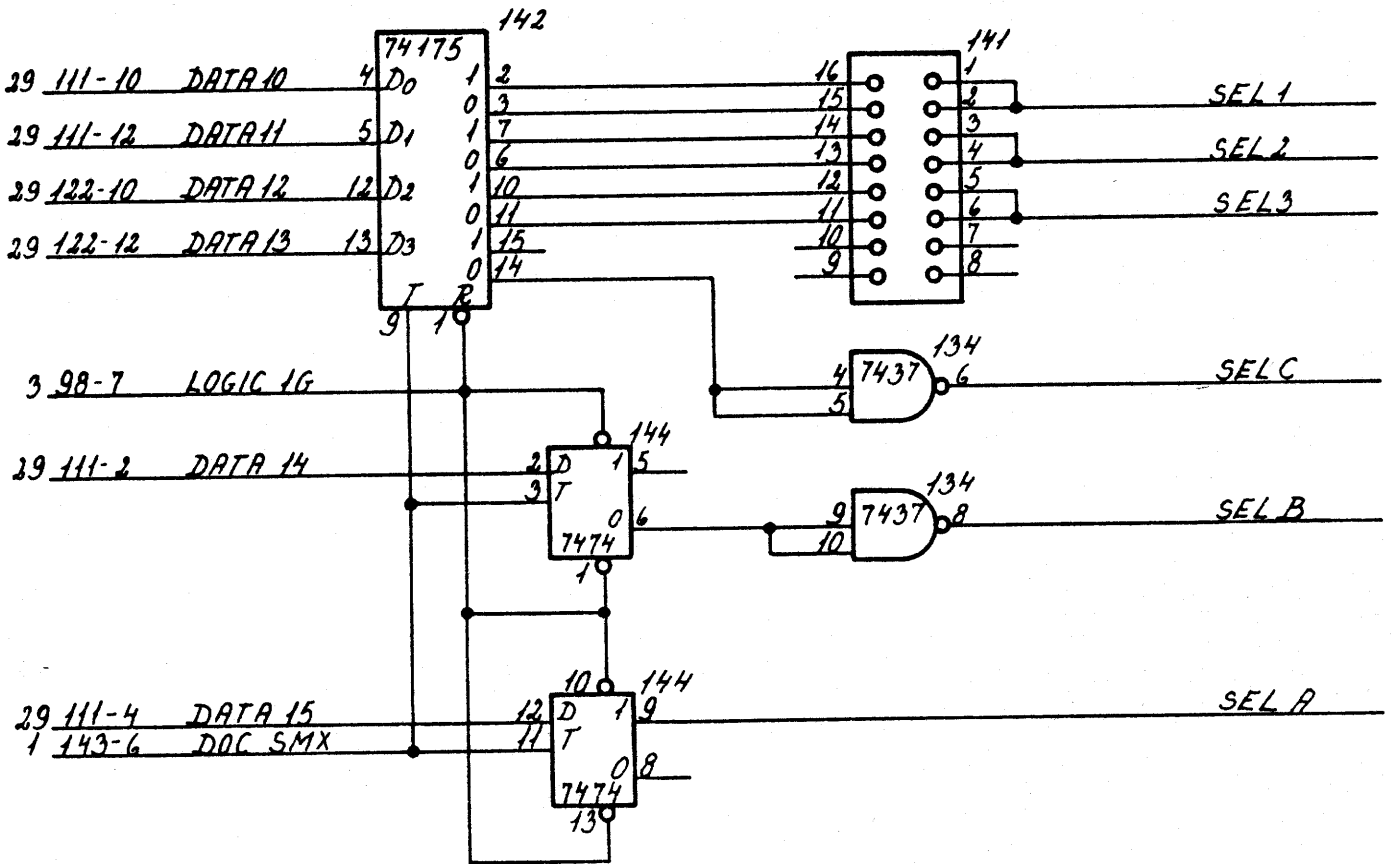 142
74175
141
29 111-10 DATA 10 4 D0 1 2 16 1
SEL 1
0 3 15 2
29 111-12 DATA 11 5 D1 1 7 14 3
SEL 2
0 6 13 4
29 122-10 DATA 12 12 D2 1 10 12 5
SEL 3
0 11 11 6
29 122-12 DATA 13 13 D3 1 15 10 7
0 14 9 8
T R
9 1
134
3 98-7 LOGIC 1G 4 7437 6 SEL C
5
144
29 111-2 DATA 14 2 D 1 5
3 T
134
0 6 9 7437 8 SEL B
7474 10
1
10 144
29 111-4 DATA 15 12 D 1 9 SEL A
1 143-6 DOC SMX 11 T
0 8
7474
13